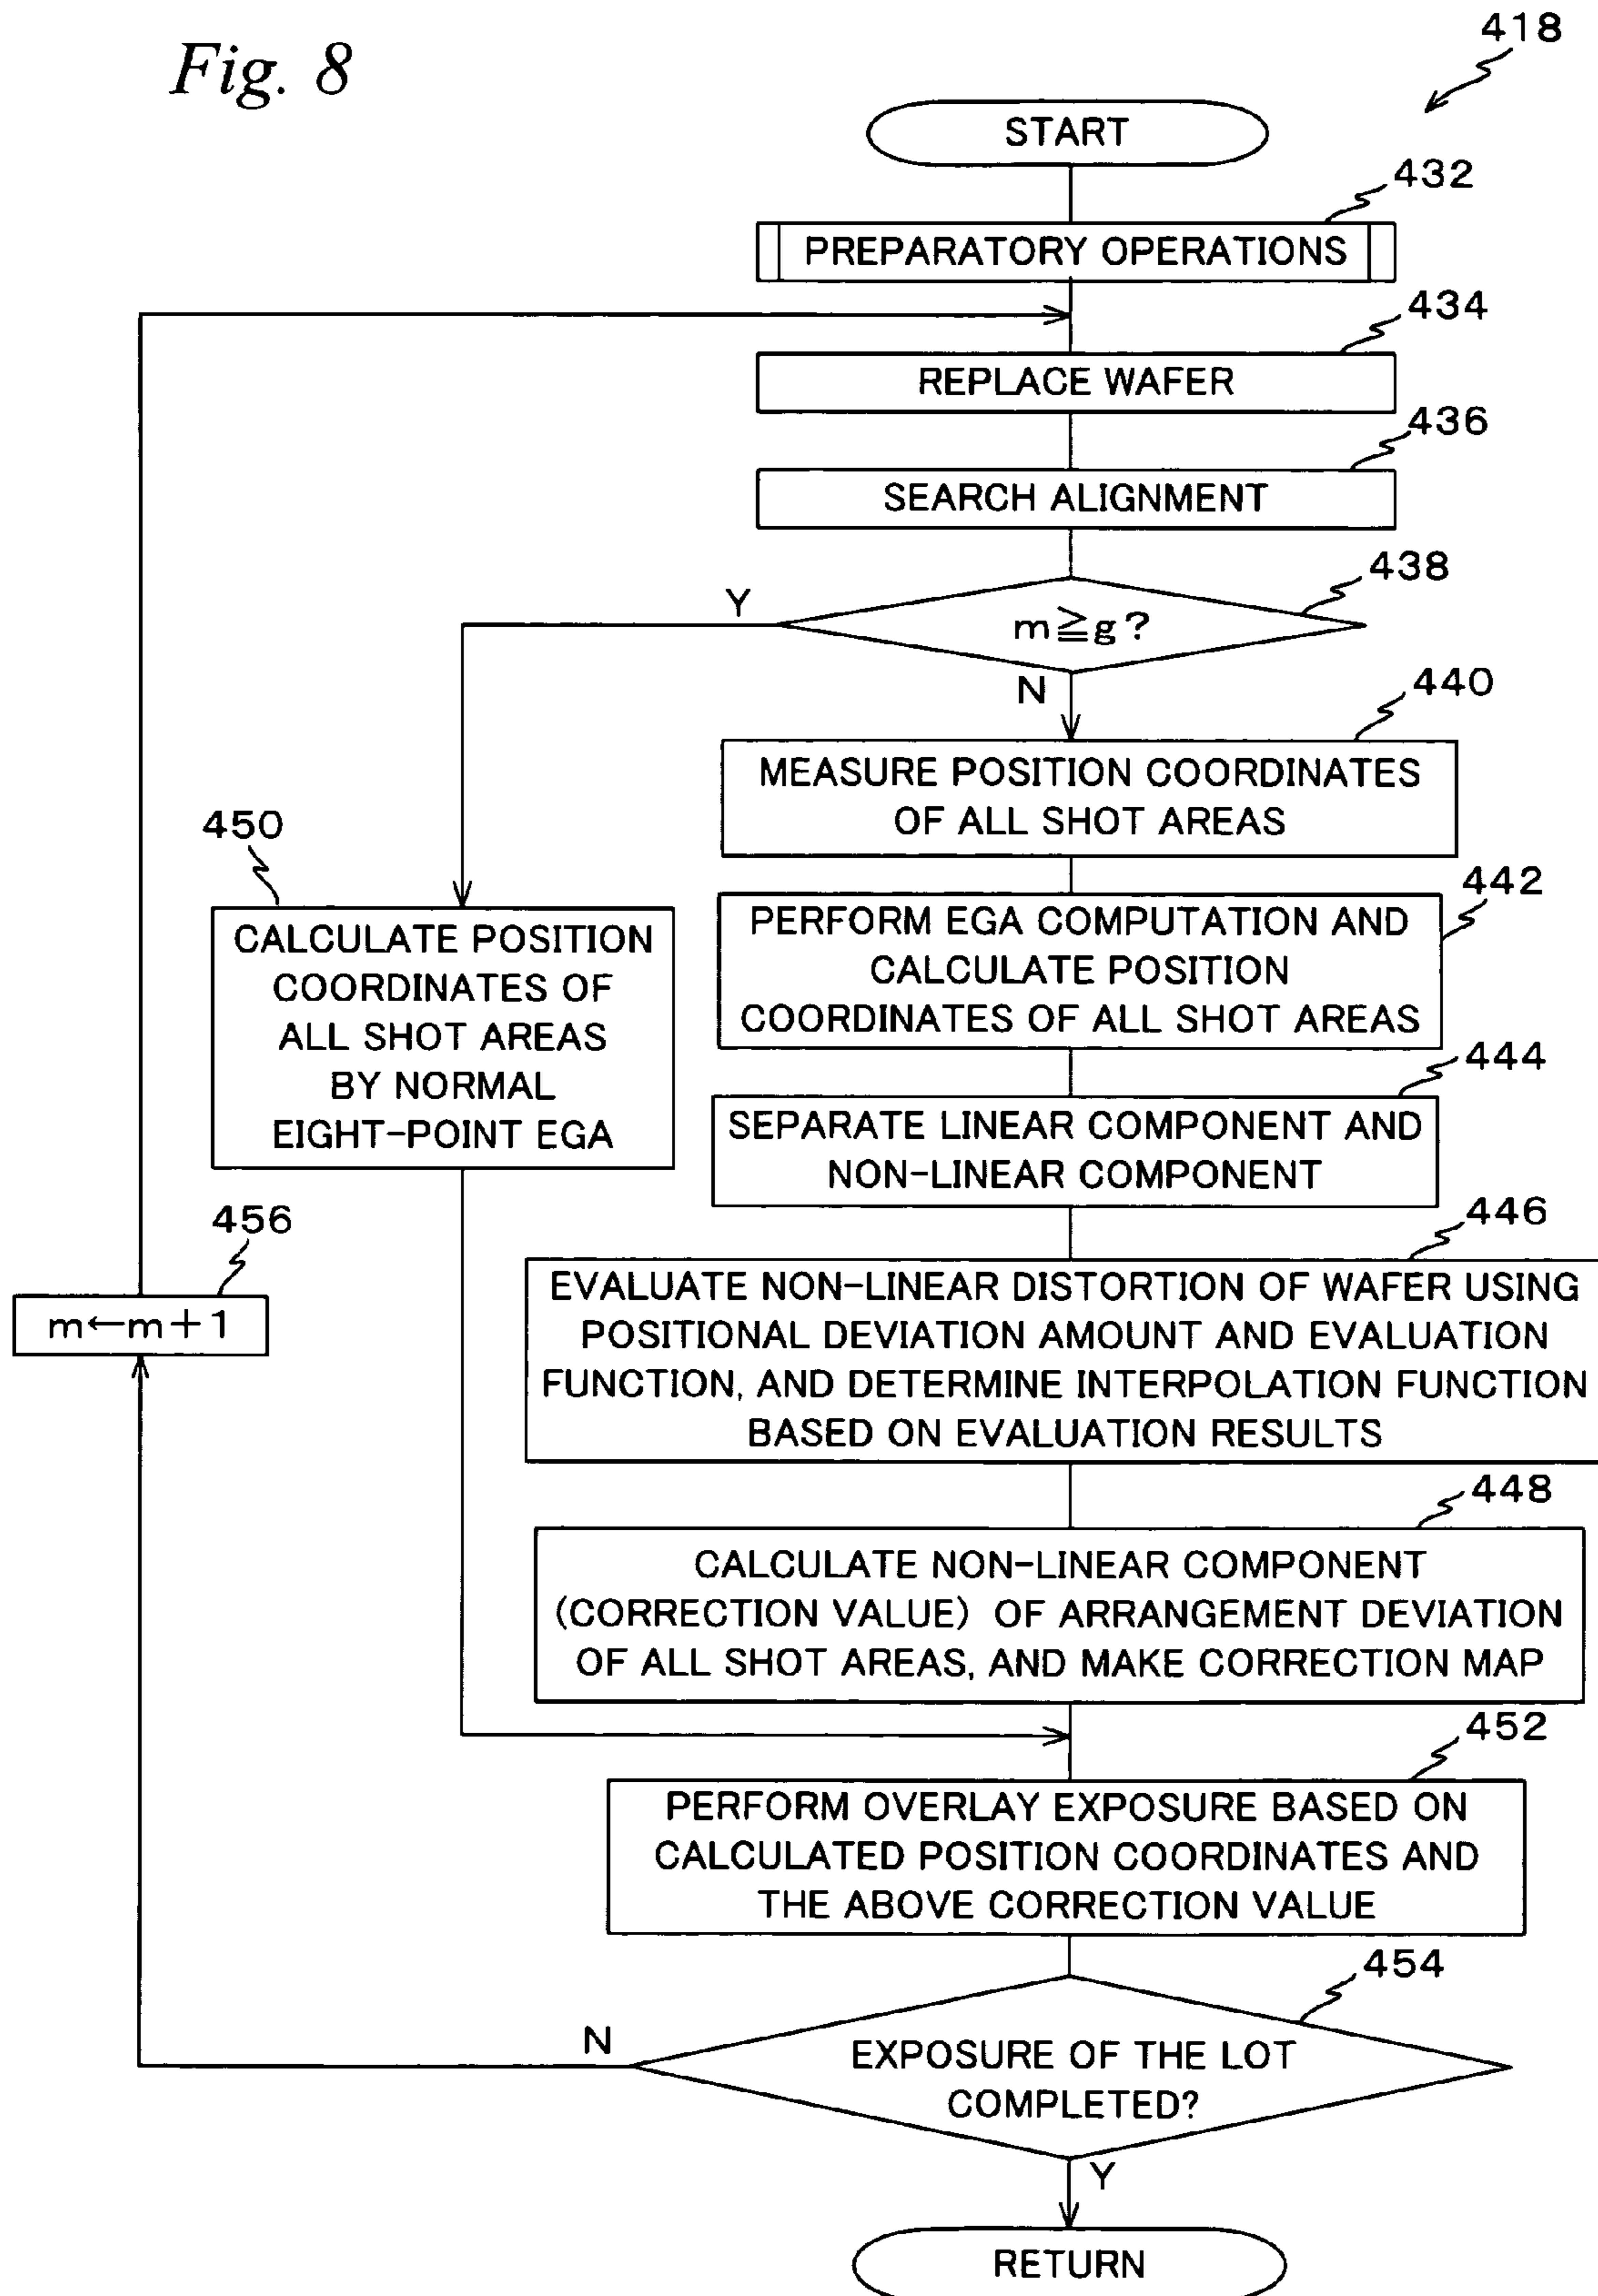 Fig. 8
418
START
432
PREPARATORY OPERATIONS
434
REPLACE WAFER
436
SEARCH ALIGNMENT
438
Y
m≧g?
N
440
MEASURE POSITION COORDINATES
OF ALL SHOT AREAS
450
CALCULATE POSITION
COORDINATES OF
ALL SHOT AREAS
BY NORMAL
EIGHT-POINT EGA
442
PERFORM EGA COMPUTATION AND
CALCULATE POSITION
COORDINATES OF ALL SHOT AREAS
444
SEPARATE LINEAR COMPONENT AND
NON-LINEAR COMPONENT
456
m←m+1
446
EVALUATE NON-LINEAR DISTORTION OF WAFER USING
POSITIONAL DEVIATION AMOUNT AND EVALUATION
FUNCTION, AND DETERMINE INTERPOLATION FUNCTION
BASED ON EVALUATION RESULTS
448
CALCULATE NON-LINEAR COMPONENT
(CORRECTION VALUE) OF ARRANGEMENT DEVIATION
OF ALL SHOT AREAS, AND MAKE CORRECTION MAP
452
PERFORM OVERLAY EXPOSURE BASED ON
CALCULATED POSITION COORDINATES AND
THE ABOVE CORRECTION VALUE
454
N
EXPOSURE OF THE LOT
COMPLETED?
Y
RETURN